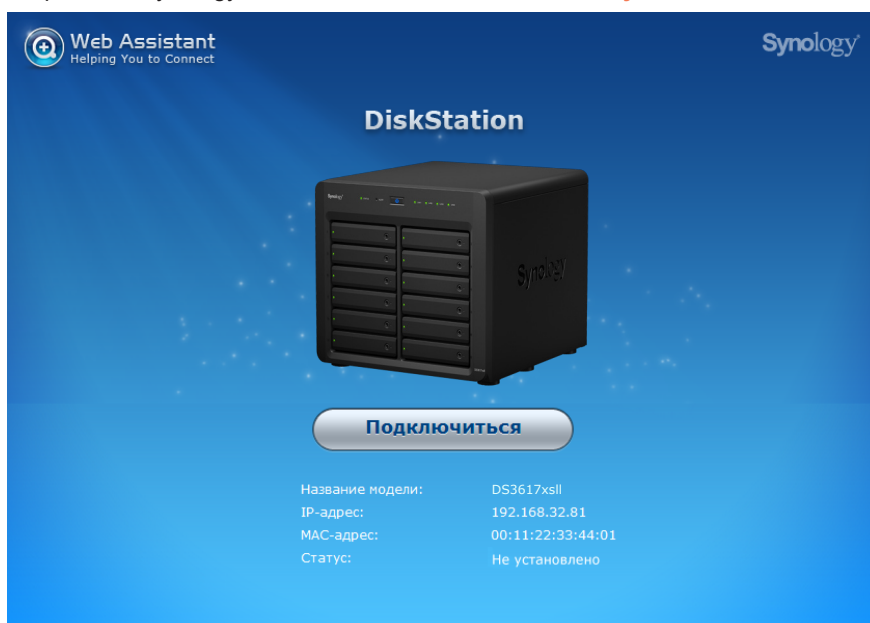 Web Assistant
Helping You to Connect
Synology
DiskStation
Synology
Подключиться
Название модели: DS3617xsII
IP-адрес: 192.168.32.81
MAC-адрес: 00:11:22:33:44:01
Статус: Не установлено